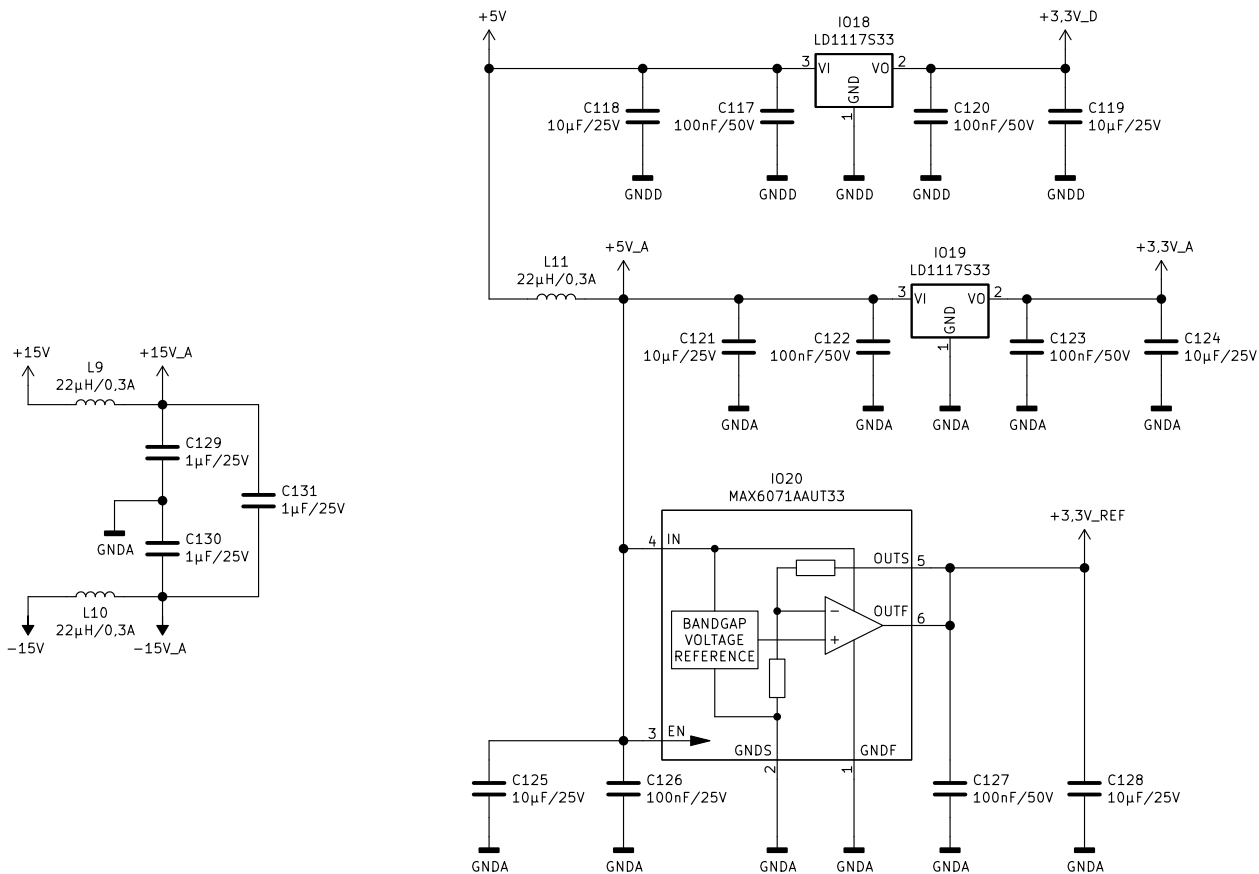 +5V
IO18
LD1117S33
+3,3V_D
3 VI VO 2
GND
1
C118
10µF/25V
C117
100nF/50V
C120
100nF/50V
C119
10µF/25V
GNDD
GNDD
GNDD
GNDD
GNDD
L11
22µH/0,3A
+5V_A
IO19
LD1117S33
+3,3V_A
3 VI VO 2
GND
1
C121
10µF/25V
C122
100nF/50V
C123
100nF/50V
C124
10µF/25V
GNDA
GNDA
GNDA
GNDA
GNDA
+15V
L9
22µH/0,3A
+15V_A
C129
1µF/25V
C131
1µF/25V
GNDA
C130
1µF/25V
L10
22µH/0,3A
-15V
-15V_A
IO20
MAX6071AAUT33
+3,3V_REF
4 IN
OUTS 5
OUTF 6
BANDGAP
VOLTAGE
REFERENCE
−
+
3 EN
GNDS
GNDF
2
1
C125
10µF/25V
C126
100nF/25V
C127
100nF/50V
C128
10µF/25V
GNDA
GNDA
GNDA
GNDA
GNDA
GNDA